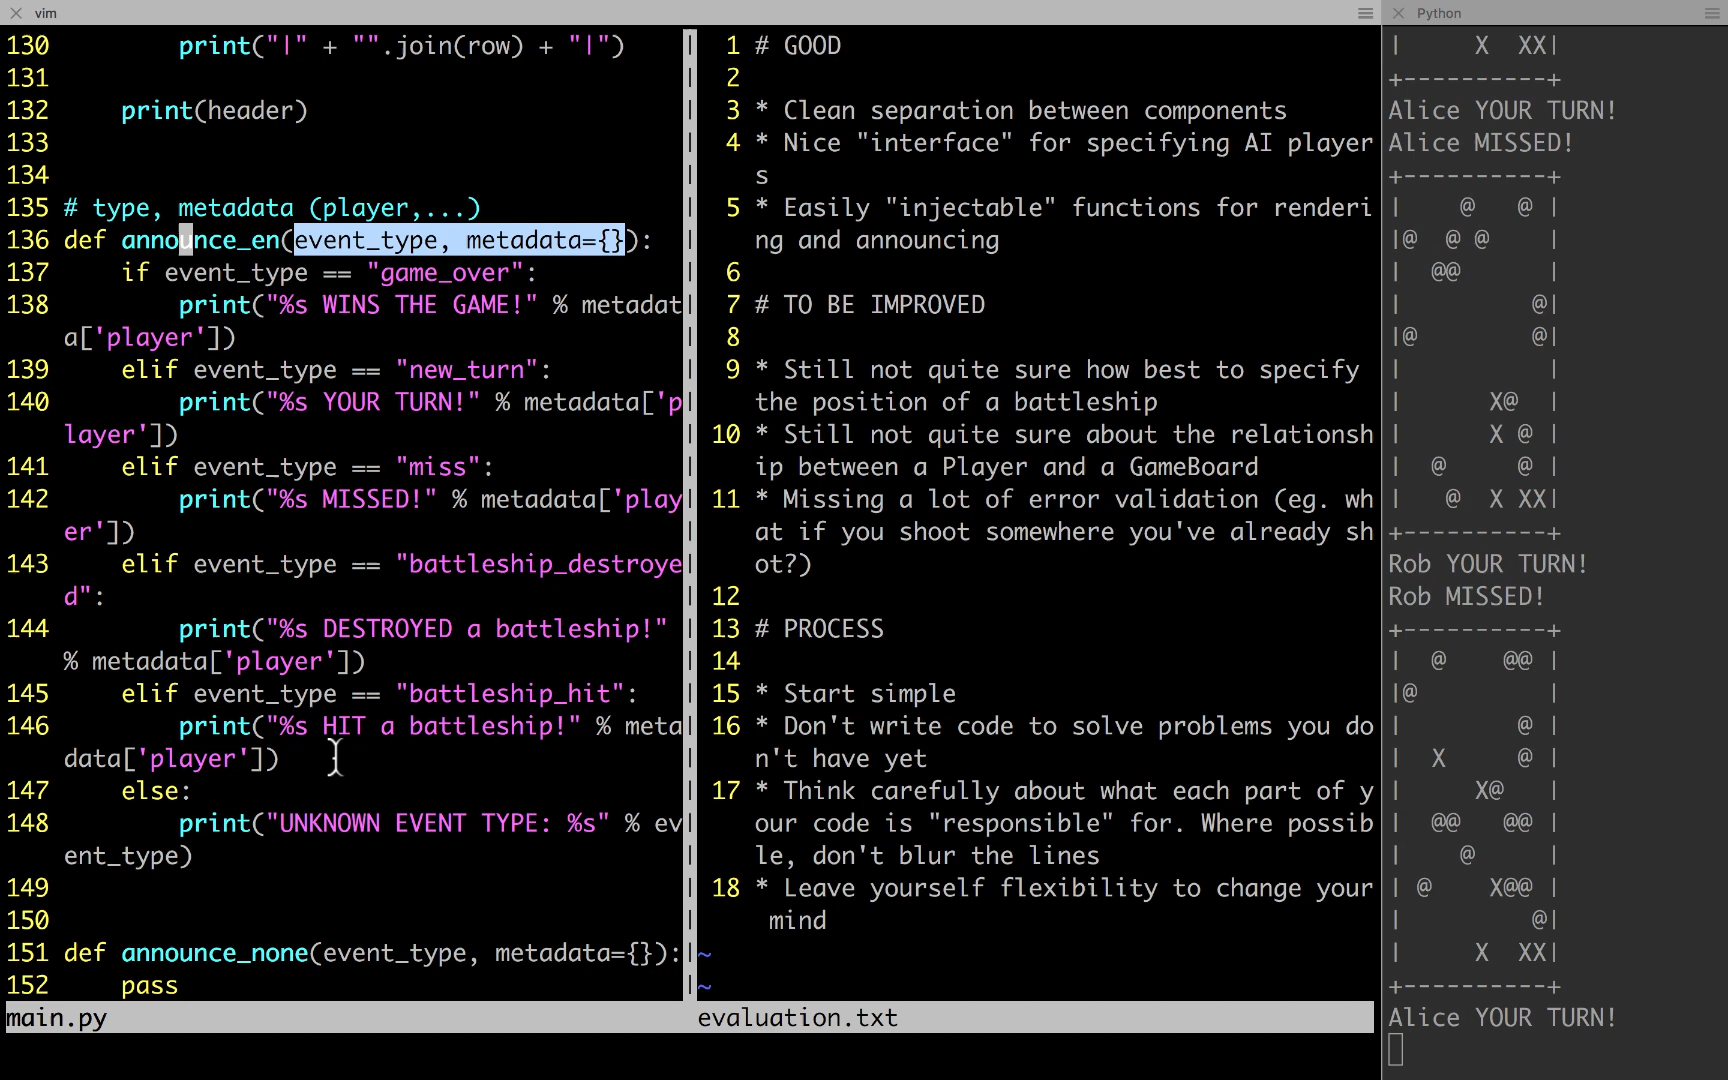 vim
130         print("|" + "".join(row) + "|")
131
132     print(header)
133
134
135 # type, metadata (player,...)
136 def announce_en(event_type, metadata={}):
137     if event_type == "game_over":
138         print("%s WINS THE GAME!" % metadat
a['player'])
139     elif event_type == "new_turn":
140         print("%s YOUR TURN!" % metadata['p
layer'])
141     elif event_type == "miss":
142         print("%s MISSED!" % metadata['play
er'])
143     elif event_type == "battleship_destroye
d":
144         print("%s DESTROYED a battleship!"
% metadata['player'])
145     elif event_type == "battleship_hit":
146         print("%s HIT a battleship!" % meta
data['player'])
147     else:
148         print("UNKNOWN EVENT TYPE: %s" % ev
ent_type)
149
150
151 def announce_none(event_type, metadata={}):
152     pass
main.py
1 # GOOD
2
3 * Clean separation between components
4 * Nice "interface" for specifying AI player
s
5 * Easily "injectable" functions for renderi
ng and announcing
6
7 # TO BE IMPROVED
8
9 * Still not quite sure how best to specify
the position of a battleship
10 * Still not quite sure about the relationsh
ip between a Player and a GameBoard
11 * Missing a lot of error validation (eg. wh
at if you shoot somewhere you've already sh
ot?)
12
13 # PROCESS
14
15 * Start simple
16 * Don't write code to solve problems you do
n't have yet
17 * Think carefully about what each part of y
our code is "responsible" for. Where possib
le, don't blur the lines
18 * Leave yourself flexibility to change your
mind
~
~
evaluation.txt
Python
|     X  XX|
+----------+
Alice YOUR TURN!
Alice MISSED!
+----------+
|    @   @ |
|@  @ @    |
|  @@      |
|         @|
|@        @|
|          |
|      X@  |
|      X @ |
|  @     @ |
|   @  X XX|
+----------+
Rob YOUR TURN!
Rob MISSED!
+----------+
|  @    @@ |
|@         |
|        @ |
|  X     @ |
|     X@   |
|  @@   @@ |
|    @     |
| @    X@@ |
|         @|
|     X  XX|
+----------+
Alice YOUR TURN!